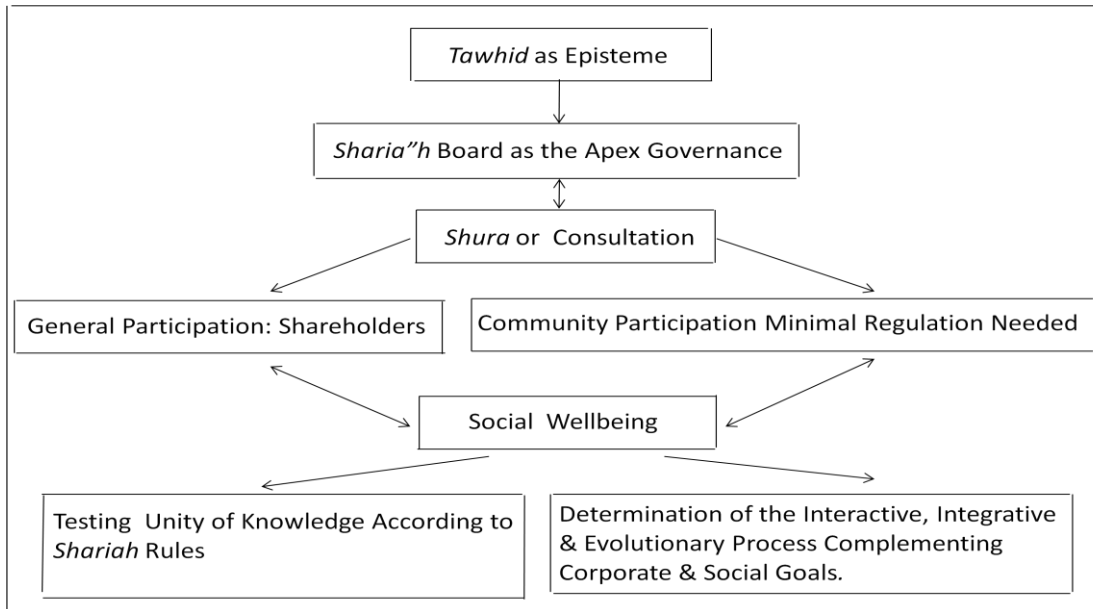 Tawhid as Episteme
Sharia”h Board as the Apex Governance
Shura or Consultation
General Participation: Shareholders
Community Participation Minimal Regulation Needed
Social Wellbeing
Testing Unity of Knowledge According to
Shariah Rules
Determination of the Interactive, Integrative
& Evolutionary Process Complementing
Corporate & Social Goals.